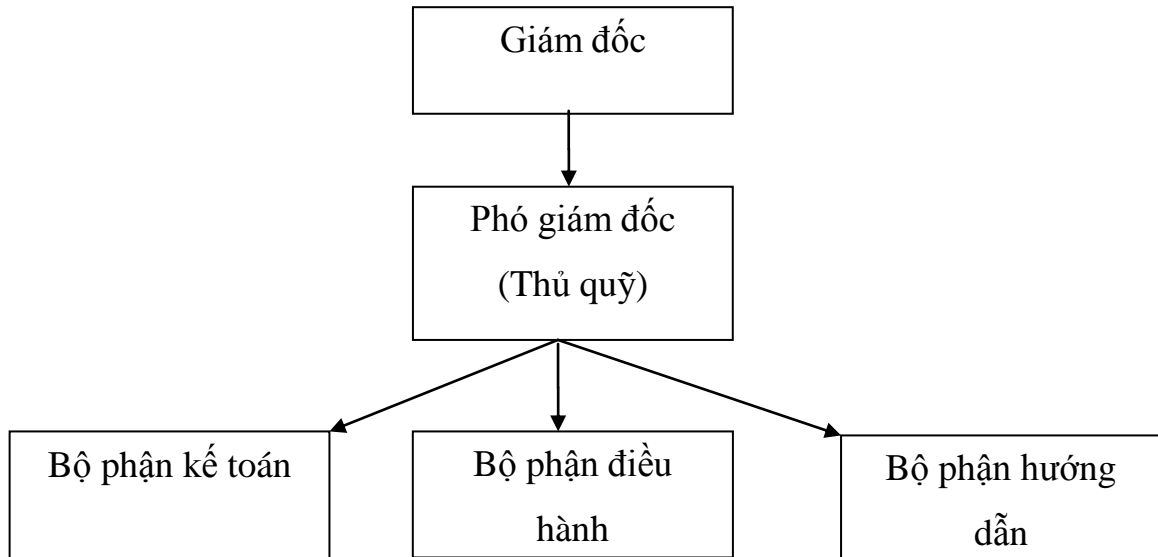 Giám đốc
Phó giám đốc
(Thủ quỹ)
Bộ phận kế toán
Bộ phận điều
hành
Bộ phận hướng
dẫn